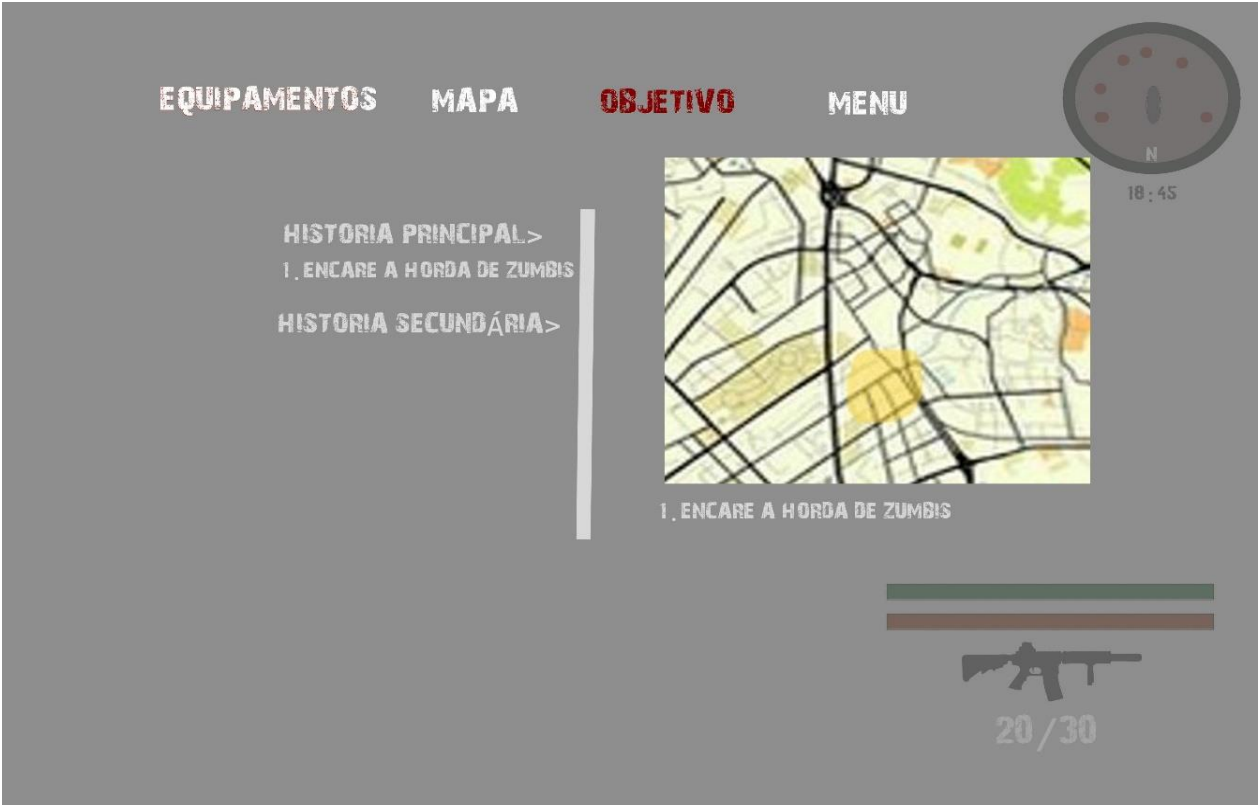 EQUIPAMENTOS MAPA OBJETIVO MENU
N
18:45
HISTORIA PRINCIPAL>
1. ENCARE A HORDA DE ZUMBIS
HISTORIA SECUNDÁRIA>
1. ENCARE A HORDA DE ZUMBIS
20/30